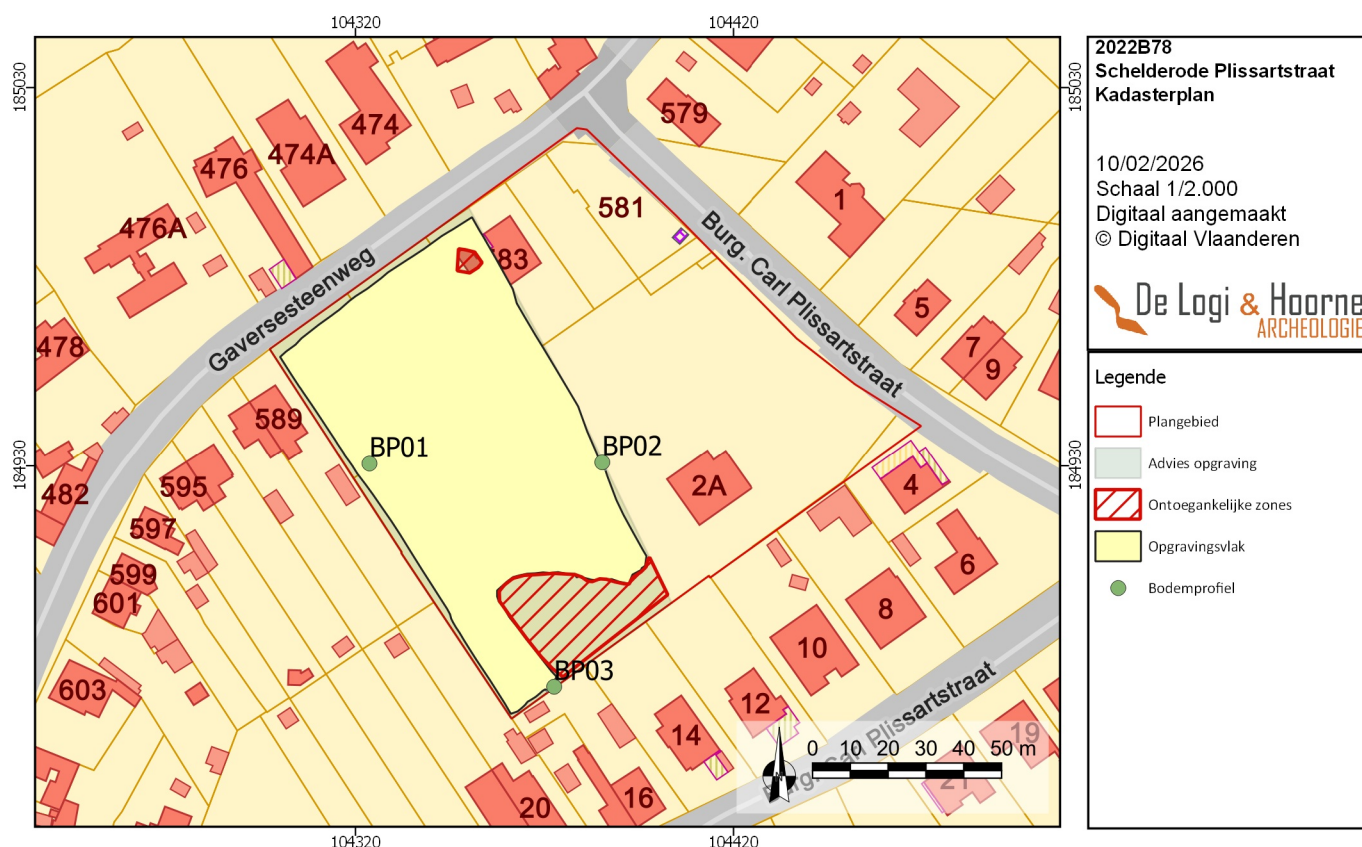 104320
104420
185030
185030
184930
184930
474
474A
476
476A
478
482
579
581
83
1
5
7
9
589
595
597
599
601
603
2A
4
6
8
10
12
14
16
20
19
21
Gaversesteenweg
Burg. Carl Plissartstraat
Burg. Carl Plissartstraat
BP01
BP02
BP03
0 10 20 30 40 50 m
N
104320
104420
2022B78
Schelderode Plissartstraat
Kadasterplan
10/02/2026
Schaal 1/2.000
Digitaal aangemaakt
© Digitaal Vlaanderen
De Logi & Hoorne
ARCHEOLOGIE
Legende
Plangebied
Advies opgraving
Ontoegankelijke zones
Opgravingsvlak
Bodemprofiel